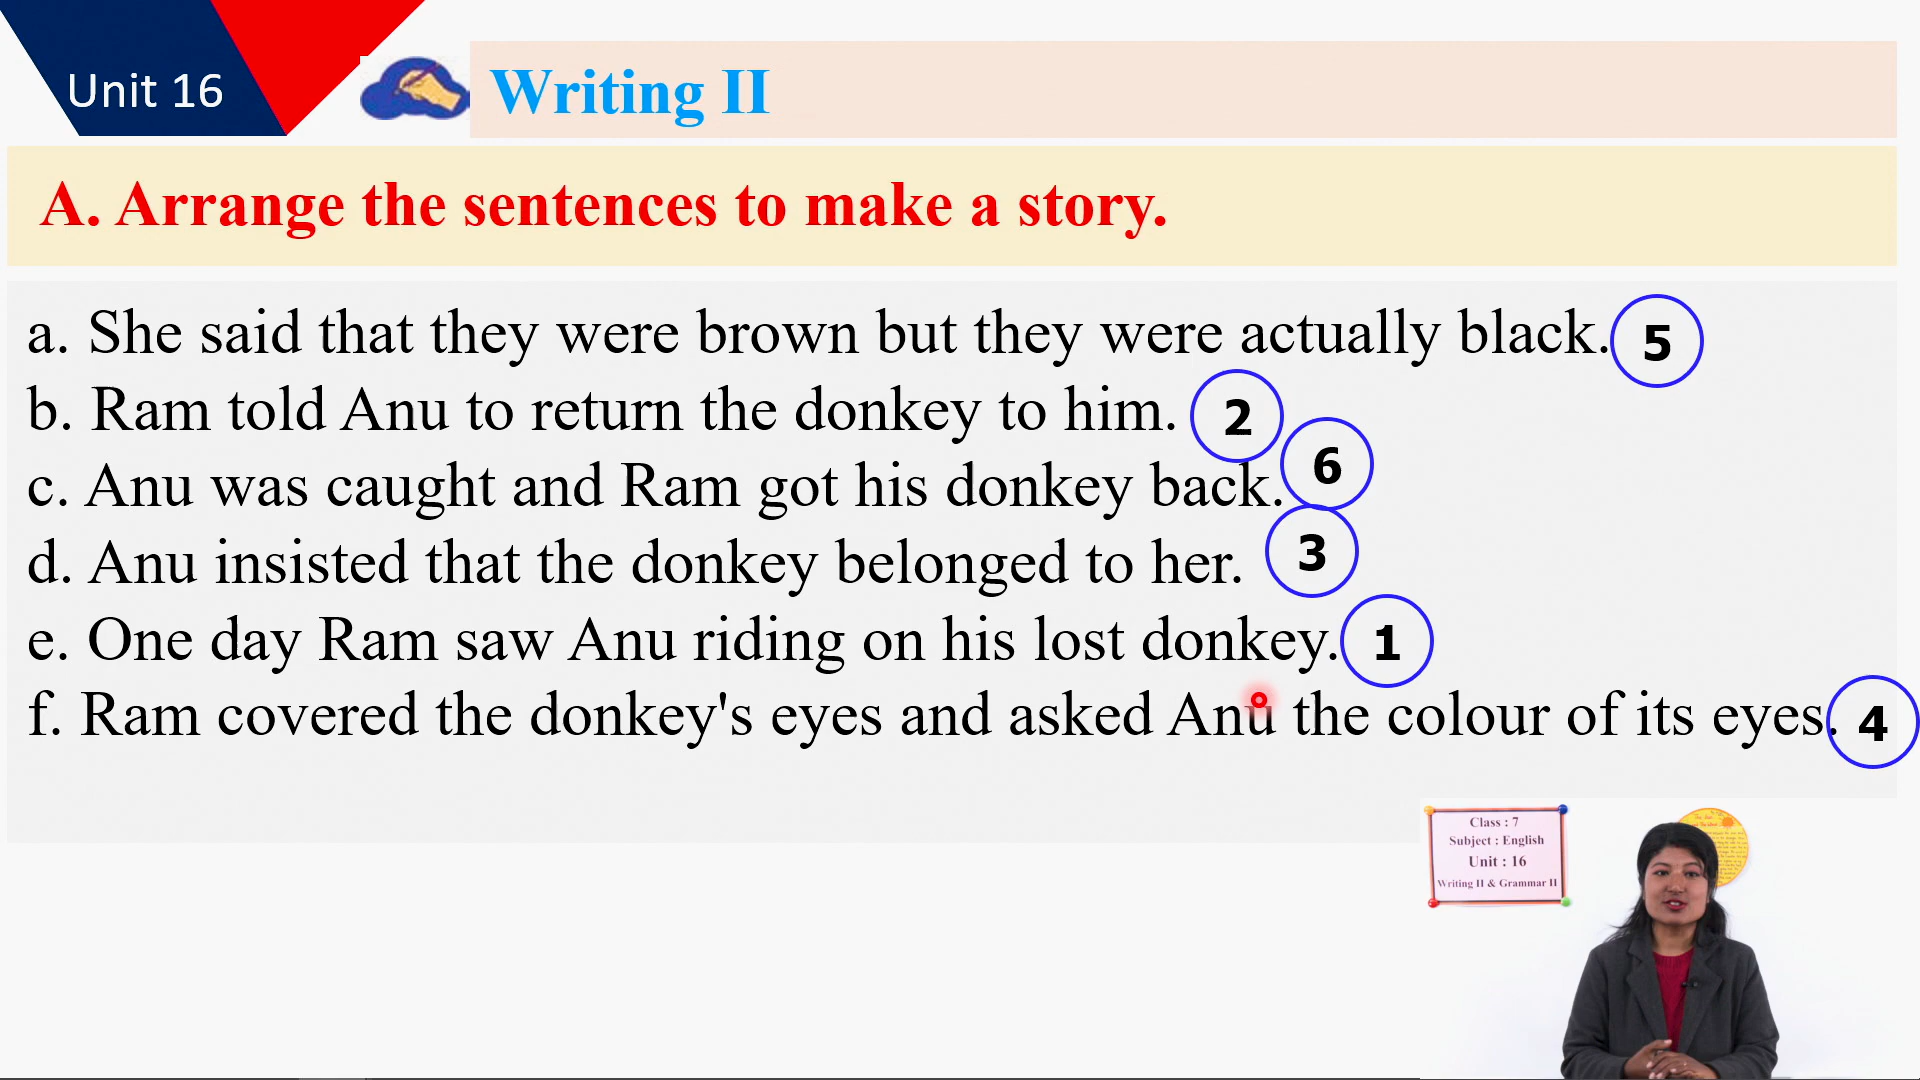 Unit 16
Writing II
A. Arrange the sentences to make a story.
a. She said that they were brown but they were actually black. 5
b. Ram told Anu to return the donkey to him. 2
c. Anu was caught and Ram got his donkey back. 6
d. Anu insisted that the donkey belonged to her. 3
e. One day Ram saw Anu riding on his lost donkey. 1
f. Ram covered the donkey's eyes and asked Anu the colour of its eyes. 4
Class : 7
Subject : English
Unit : 16
Writing II & Grammar II